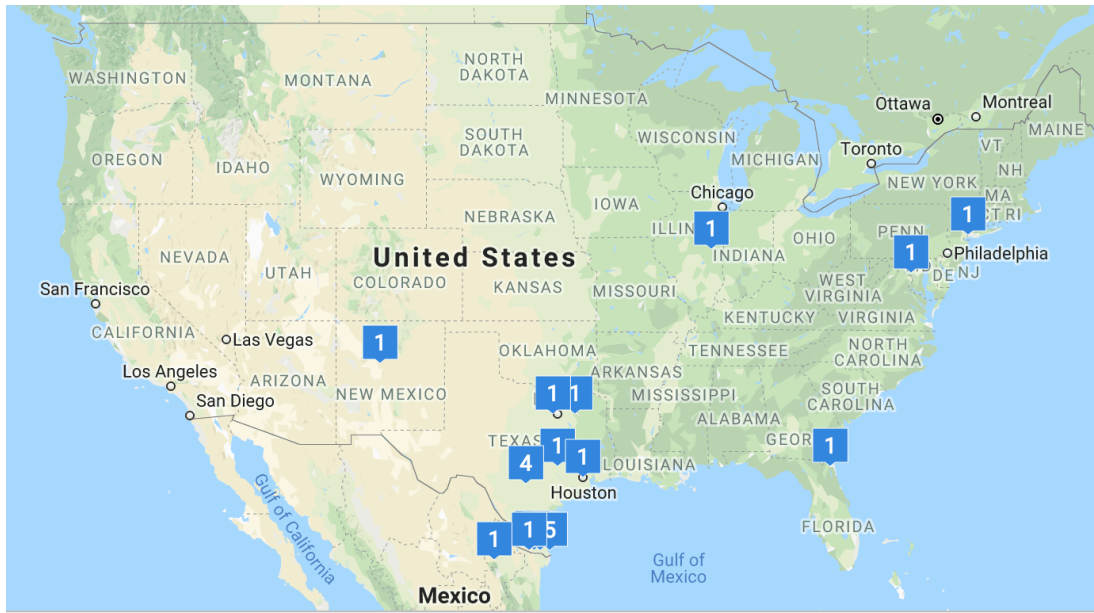 NORTH
DAKOTA
WASHINGTON
MONTANA
MINNESOTA
Ottawa
Montreal
MAINE
SOUTH
DAKOTA
WISCONSIN
MICHIGAN
Toronto
VT
OREGON
IDAHO
WYOMING
NH
NEW YORK
MA
Chicago
IOWA
NEBRASKA
1
CT RI
ILLIN
1
OHIO
PENN
1
NEVADA
United States
INDIANA
Philadelphia
UTAH
COLORADO
KANSAS
MISSOURI
WEST
VIRGINIA
DE
NJ
San Francisco
KENTUCKY
VIRGINIA
CALIFORNIA
Las Vegas
1
OKLAHOMA
TENNESSEE
NORTH
CAROLINA
Los Angeles
ARIZONA
NEW MEXICO
ARKANSAS
MISSISSIPPI
SOUTH
CAROLINA
San Diego
1
1
ALABAMA
TEXAS
1
GEOR
1
4
1
LOUISIANA
Houston
Gulf of California
FLORIDA
1
1
5
Gulf of
Mexico
Mexico